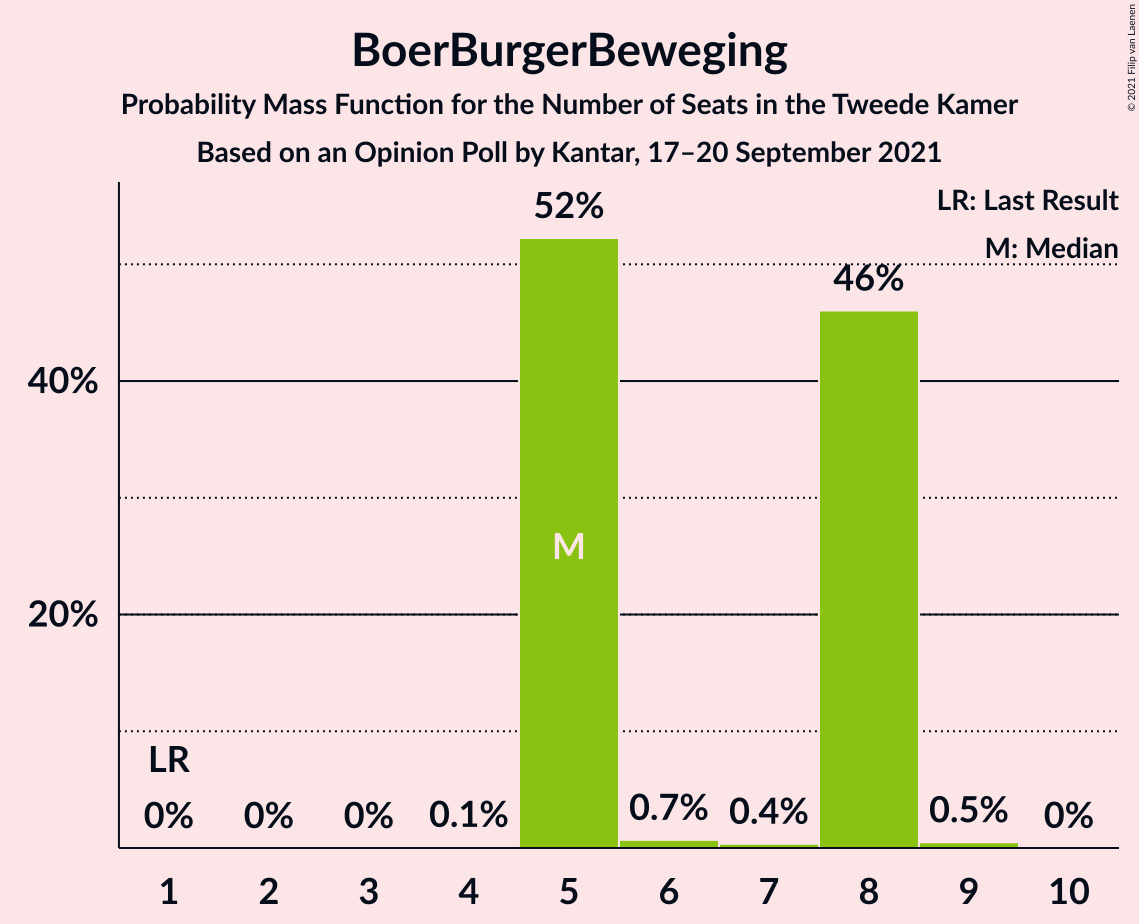 BoerBurgerBeweging
Probability Mass Function for the Number of Seats in the Tweede Kamer
Based on an Opinion Poll by Kantar, 17–20 September 2021
© 2021 Filip van Laenen
LR: Last Result
M: Median
52%
46%
40%
M
20%
LR
0%
0%
0%
0.1%
0.7%
0.4%
0.5%
0%
1
2
3
4
5
6
7
8
9
10